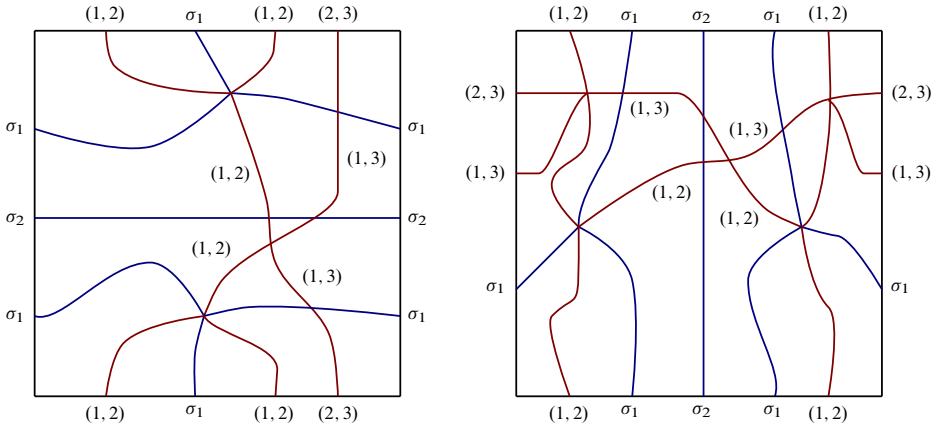 (1, 2) σ₁ (1, 2) (2, 3)
σ₁ σ₁
(1, 3)
(1, 2)
σ₂ σ₂
(1, 2)
(1, 3)
σ₁ σ₁
(1, 2) σ₁ (1, 2) (2, 3)
(1, 2) σ₁ σ₂ σ₁ (1, 2)
(2, 3) (2, 3)
(1, 3)
(1, 3)
(1, 3) (1, 3)
(1, 2)
(1, 2)
σ₁ σ₁
(1, 2) σ₁ σ₂ σ₁ (1, 2)